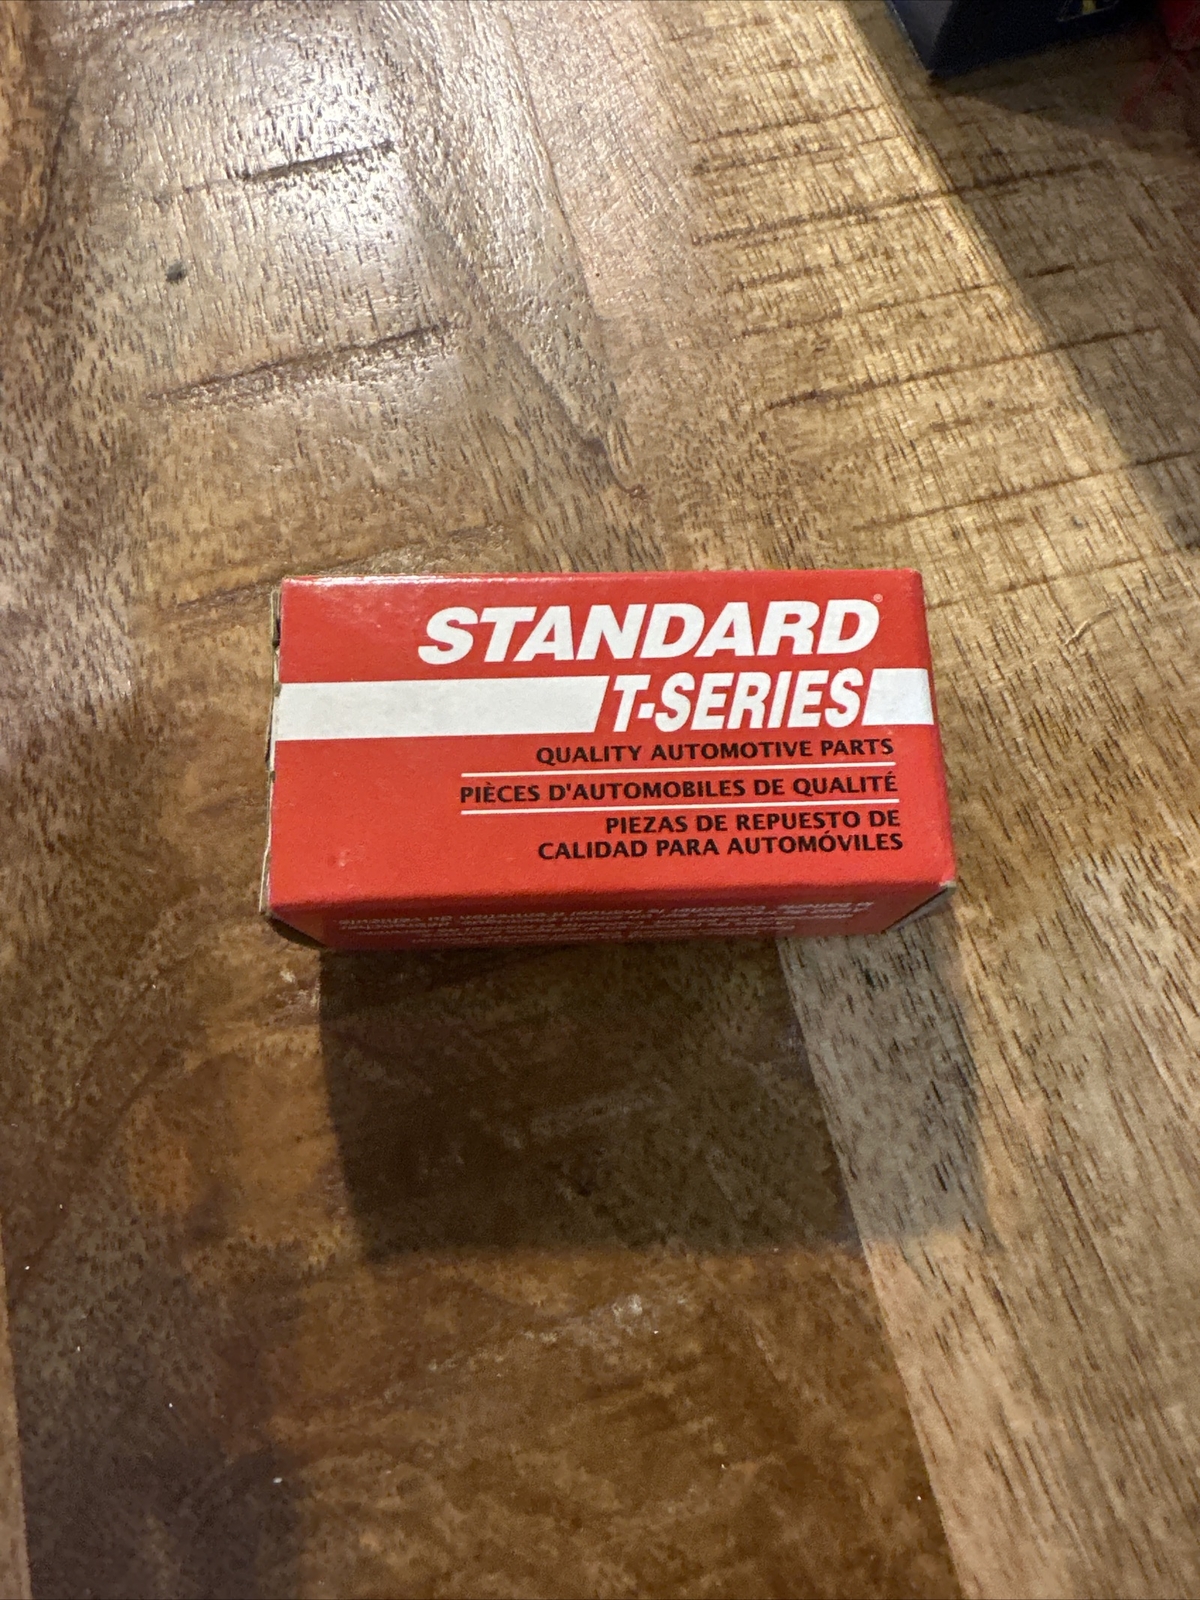 STANDARD®
T-SERIES
QUALITY AUTOMOTIVE PARTS
PIÈCES D'AUTOMOBILES DE QUALITÉ
PIEZAS DE REPUESTO DE
CALIDAD PARA AUTOMÓVILES